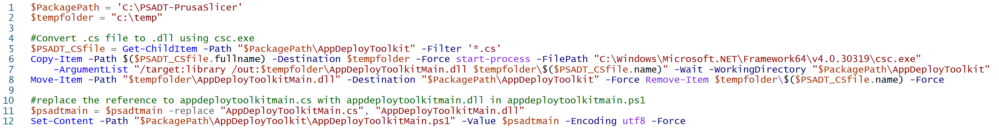 1 $PackagePath = 'C:\PSADT-PrusaSlicer'
2 $tempfolder = "c:\temp"
3
4 #Convert .cs file to .dll using csc.exe
5 $PSADT_CSfile = Get-ChildItem -Path "$PackagePath\AppDeployToolkit" -Filter '*.cs'
6 Copy-Item -Path $($PSADT_CSfile.fullname) -Destination $tempfolder -Force start-process -FilePath "C:\Windows\Microsoft.NET\Framework64\v4.0.30319\csc.exe"
7 -ArgumentList "/target:library /out:$tempfolder\AppDeployToolkitMain.dll $tempfolder\$($PSADT_CSfile.name)" -Wait -WorkingDirectory "$PackagePath\AppDeployToolkit"
8 Move-Item -Path "$tempfolder\AppDeployToolkitMain.dll" -Destination "$PackagePath\AppDeployToolkit" -Force Remove-Item $tempfolder\$($PSADT_CSfile.name) -Force
9
10 #replace the reference to appdeploytoolkitmain.cs with appdeploytoolkitmain.dll in appdeploytoolkitmain.ps1
11 $psadtmain = $psadtmain -replace "AppDeployToolkitMain.cs", "AppDeployToolkitMain.dll"
12 Set-Content -Path "$PackagePath\AppDeployToolkit\AppDeployToolkitMain.ps1" -Value $psadtmain -Encoding utf8 -Force